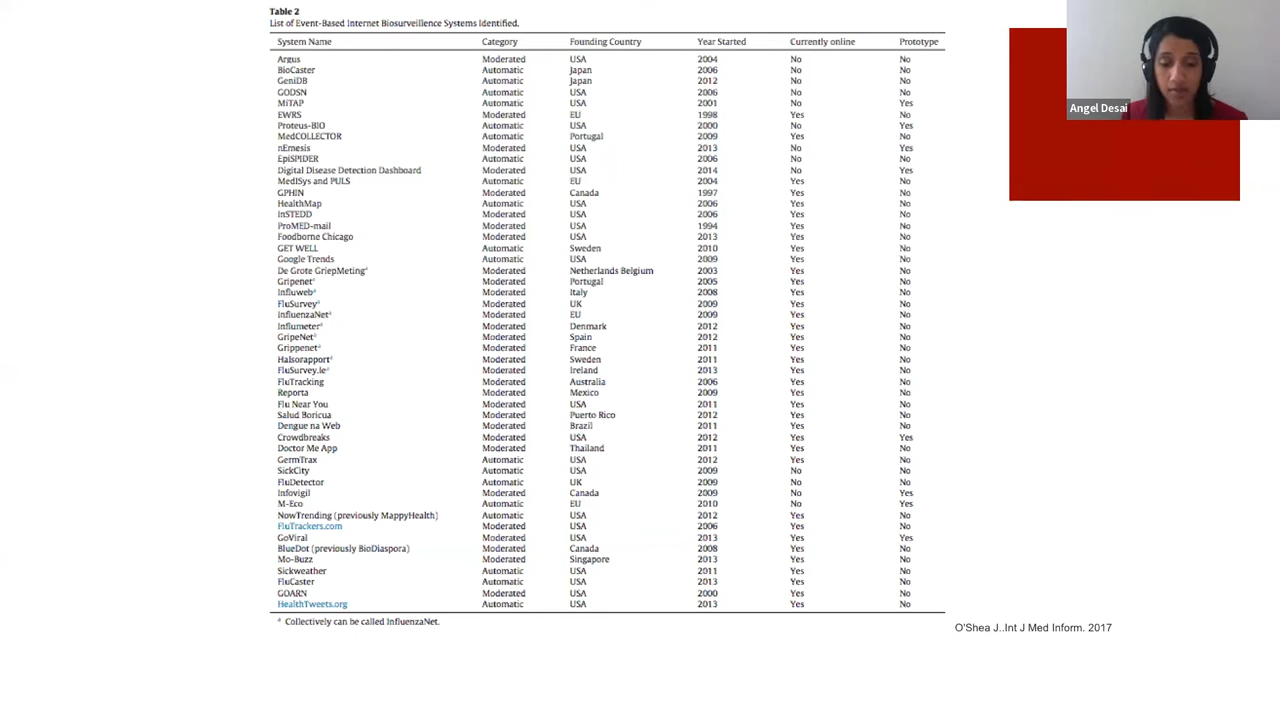 Table 2
List of Event-Based Internet Biosurveillence Systems Identified.
System Name Category Founding Country Year Started Currently online Prototype
Argus Moderated USA 2004 No No
BioCaster Automatic Japan 2006 No No
GeniDB Automatic Japan 2012 No No
GODSN Automatic USA 2006 No No
MiTAP Automatic USA 2001 No Yes
EWRS Moderated EU 1998 Yes No
Proteus-BIO Automatic USA 2000 No Yes
MedCOLLECTOR Automatic Portugal 2009 Yes No
nEmesis Moderated USA 2013 No Yes
EpiSPIDER Automatic USA 2006 No No
Digital Disease Detection Dashboard Moderated USA 2014 No Yes
MedISys and PULS Automatic EU 2004 Yes No
GPHIN Moderated Canada 1997 Yes No
HealthMap Automatic USA 2006 Yes No
InSTEDD Moderated USA 2006 Yes No
ProMED-mail Moderated USA 1994 Yes No
Foodborne Chicago Moderated USA 2013 Yes No
GET WELL Automatic Sweden 2010 Yes No
Google Trends Automatic USA 2009 Yes No
De Grote GriepMeting^a Moderated Netherlands Belgium 2003 Yes No
Gripenet^a Moderated Portugal 2005 Yes No
Influweb^a Moderated Italy 2008 Yes No
FluSurvey^a Moderated UK 2009 Yes No
InfluenzaNet^a Moderated EU 2009 Yes No
Influmeter^a Moderated Denmark 2012 Yes No
GripeNet^a Moderated Spain 2012 Yes No
Grippenet^a Moderated France 2011 Yes No
Halsorapport^a Moderated Sweden 2011 Yes No
FluSurvey.Ie^a Moderated Ireland 2013 Yes No
FluTracking Moderated Australia 2006 Yes No
Reporta Moderated Mexico 2009 Yes No
Flu Near You Moderated USA 2011 Yes No
Salud Boricua Moderated Puerto Rico 2012 Yes No
Dengue na Web Moderated Brazil 2011 Yes No
Crowdbreaks Moderated USA 2012 Yes Yes
Doctor Me App Moderated Thailand 2011 Yes No
GermTrax Automatic USA 2012 Yes No
SickCity Automatic USA 2009 No No
FluDetector Automatic UK 2009 No No
Infovigil Moderated Canada 2009 No Yes
M-Eco Automatic EU 2010 No Yes
NowTrending (previously MappyHealth) Automatic USA 2012 Yes No
FluTrackers.com Moderated USA 2006 Yes No
GoViral Moderated USA 2013 Yes Yes
BlueDot (previously BioDiaspora) Moderated Canada 2008 Yes No
Mo-Buzz Moderated Singapore 2013 Yes No
Sickweather Automatic USA 2011 Yes No
FluCaster Automatic USA 2013 Yes No
GOARN Moderated USA 2000 Yes No
HealthTweets.org Automatic USA 2013 Yes No
^a Collectively can be called InfluenzaNet.
O'Shea J..Int J Med Inform. 2017
Angel Desai